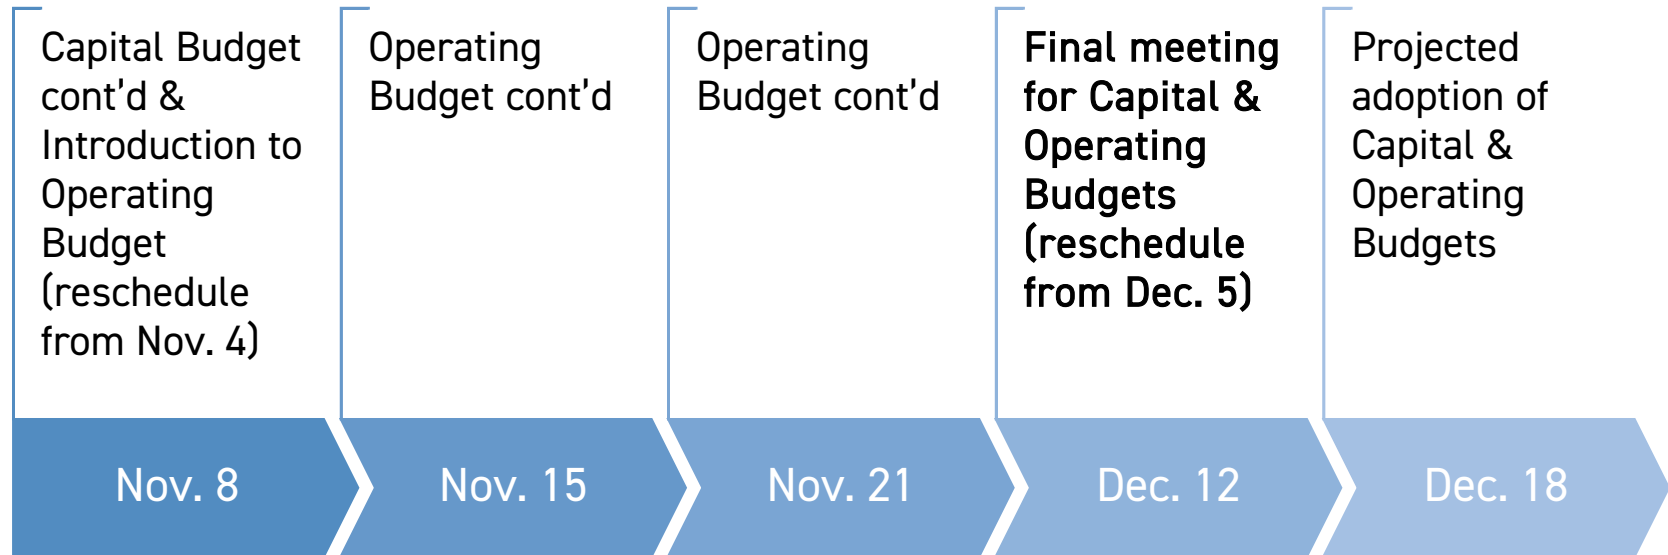 Capital Budget
cont’d &
Introduction to
Operating
Budget
(reschedule
from Nov. 4)
Operating
Budget cont’d
Operating
Budget cont’d
Final meeting
for Capital &
Operating
Budgets
(reschedule
from Dec. 5)
Projected
adoption of
Capital &
Operating
Budgets
Nov. 8
Nov. 15
Nov. 21
Dec. 12
Dec. 18